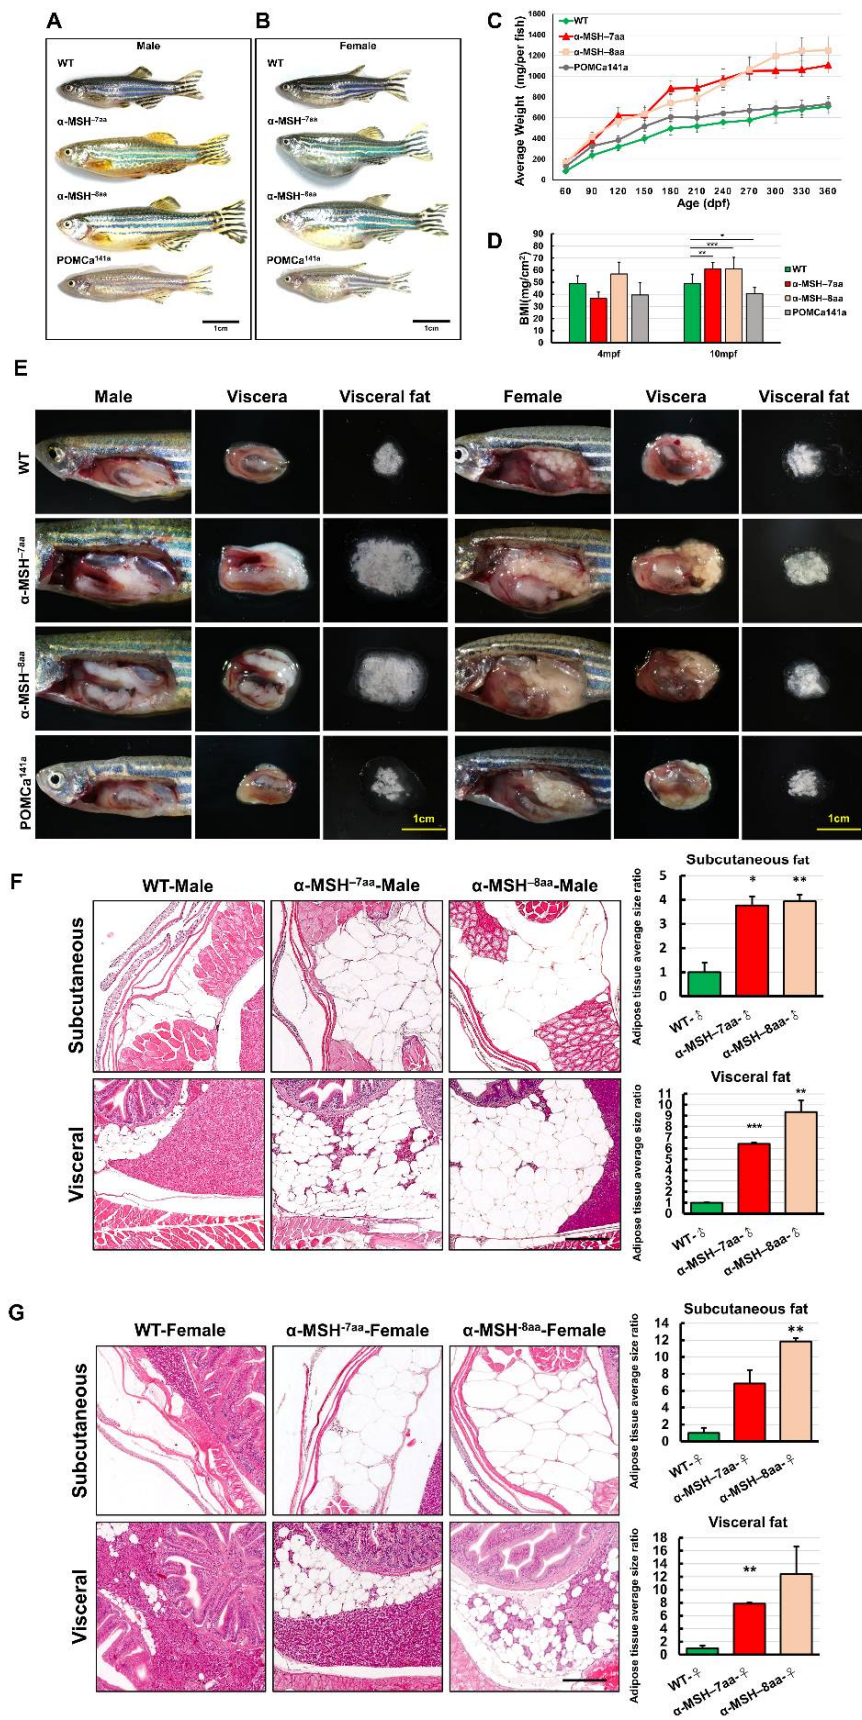 A
B
Male
WT
α-MSH⁻⁷ᵃᵃ
α-MSH⁻⁸ᵃᵃ
POMCa¹⁴¹ᵃ
1cm
Female
WT
α-MSH⁻⁷ᵃᵃ
α-MSH⁻⁸ᵃᵃ
POMCa¹⁴¹ᵃ
1cm
C
Average Weight (mg/per fish)
1600
1400
1200
1000
800
600
400
200
0
WT
α-MSH–7aa
α-MSH–8aa
POMCa141a
60 90 120 150 180 210 240 270 300 330 360
Age (dpf)
D
BMI(mg/cm²)
90
80
70
60
50
40
30
20
10
0
* 
***
**
4mpf 10mpf
WT
α-MSH–7aa
α-MSH–8aa
POMCa141a
E
Male Viscera Visceral fat Female Viscera Visceral fat
WT
α-MSH⁻⁷ᵃᵃ
α-MSH⁻⁸ᵃᵃ
POMCa¹⁴¹ᵃ
1cm 1cm
F
WT-Male α-MSH⁻⁷ᵃᵃ-Male α-MSH⁻⁸ᵃᵃ-Male
Subcutaneous
Visceral
Subcutaneous fat
Adipose tissue average size ratio
5
4
3
2
1
0
* **
WT-♂ α-MSH–7aa-♂ α-MSH–8aa-♂
Visceral fat
Adipose tissue average size ratio
11
10
9
8
7
6
5
4
3
2
1
0
*** **
WT-♂ α-MSH–7aa-♂ α-MSH–8aa-♂
G
WT-Female α-MSH⁻⁷ᵃᵃ-Female α-MSH⁻⁸ᵃᵃ-Female
Subcutaneous
Visceral
Subcutaneous fat
Adipose tissue average size ratio
14
12
10
8
6
4
2
0
**
WT-♀ α-MSH–7aa-♀ α-MSH–8aa-♀
Visceral fat
Adipose tissue average size ratio
18
16
14
12
10
8
6
4
2
0
**
WT-♀ α-MSH–7aa-♀ α-MSH–8aa-♀